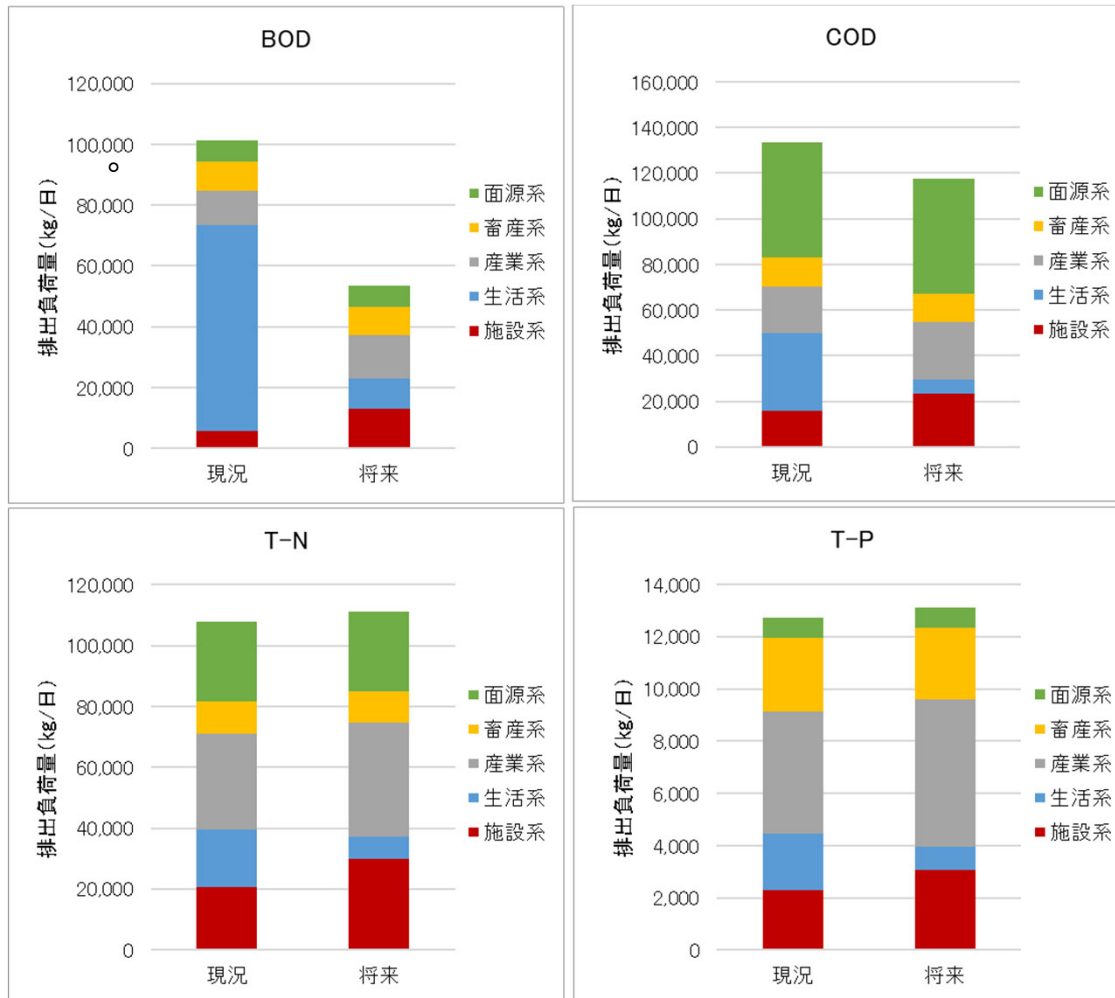 BOD
排出負荷量(kg/日)
120,000
100,000
80,000
60,000
40,000
20,000
0
現況
将来
面源系
畜産系
産業系
生活系
施設系
COD
排出負荷量(kg/日)
160,000
140,000
120,000
100,000
80,000
60,000
40,000
20,000
0
現況
将来
面源系
畜産系
産業系
生活系
施設系
T-N
排出負荷量(kg/日)
120,000
100,000
80,000
60,000
40,000
20,000
0
現況
将来
面源系
畜産系
産業系
生活系
施設系
T-P
排出負荷量(kg/日)
14,000
12,000
10,000
8,000
6,000
4,000
2,000
0
現況
将来
面源系
畜産系
産業系
生活系
施設系